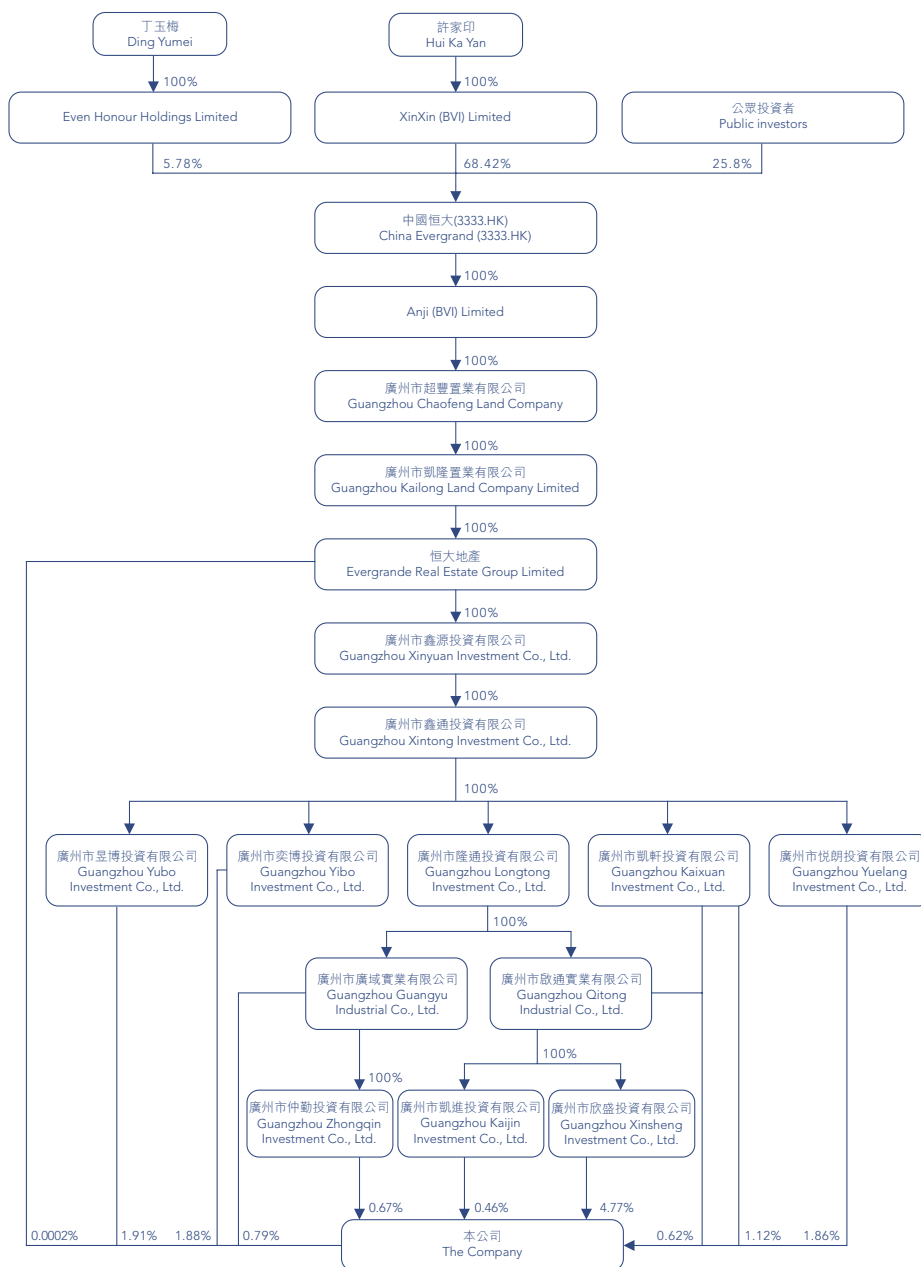 丁玉梅
Ding Yumei
許家印
Hui Ka Yan
100%
100%
Even Honour Holdings Limited
XinXin (BVI) Limited
公眾投資者
Public investors
5.78%
68.42%
25.8%
中國恒大(3333.HK)
China Evergrand (3333.HK)
100%
Anji (BVI) Limited
100%
廣州市超豐置業有限公司
Guangzhou Chaofeng Land Company
100%
廣州市凱隆置業有限公司
Guangzhou Kailong Land Company Limited
100%
恒大地產
Evergrande Real Estate Group Limited
100%
廣州市鑫源投資有限公司
Guangzhou Xinyuan Investment Co., Ltd.
100%
廣州市鑫通投資有限公司
Guangzhou Xintong Investment Co., Ltd.
100%
廣州市昱博投資有限公司
Guangzhou Yubo
Investment Co., Ltd.
廣州市奕博投資有限公司
Guangzhou Yibo
Investment Co., Ltd.
廣州市隆通投資有限公司
Guangzhou Longtong
Investment Co., Ltd.
廣州市凱軒投資有限公司
Guangzhou Kaixuan
Investment Co., Ltd.
廣州市悅朗投資有限公司
Guangzhou Yuelang
Investment Co., Ltd.
100%
廣州市廣域實業有限公司
Guangzhou Guangyu
Industrial Co., Ltd.
廣州市啟通實業有限公司
Guangzhou Qitong
Industrial Co., Ltd.
100%
100%
廣州市仲勤投資有限公司
Guangzhou Zhongqin
Investment Co., Ltd.
廣州市凱進投資有限公司
Guangzhou Kaijin
Investment Co., Ltd.
廣州市欣盛投資有限公司
Guangzhou Xinsheng
Investment Co., Ltd.
0.67%
0.46%
4.77%
0.0002%
1.91%
1.88%
0.79%
本公司
The Company
0.62%
1.12%
1.86%